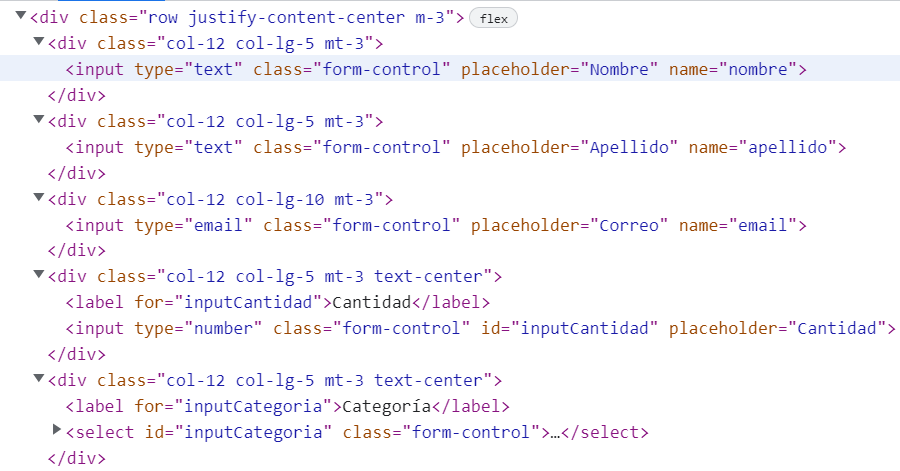 <div class="row justify-content-center m-3"> flex
<div class="col-12 col-lg-5 mt-3">
<input type="text" class="form-control" placeholder="Nombre" name="nombre">
</div>
<div class="col-12 col-lg-5 mt-3">
<input type="text" class="form-control" placeholder="Apellido" name="apellido">
</div>
<div class="col-12 col-lg-10 mt-3">
<input type="email" class="form-control" placeholder="Correo" name="email">
</div>
<div class="col-12 col-lg-5 mt-3 text-center">
<label for="inputCantidad">Cantidad</label>
<input type="number" class="form-control" id="inputCantidad" placeholder="Cantidad">
</div>
<div class="col-12 col-lg-5 mt-3 text-center">
<label for="inputCategoria">Categoría</label>
<select id="inputCategoria" class="form-control">…</select>
</div>